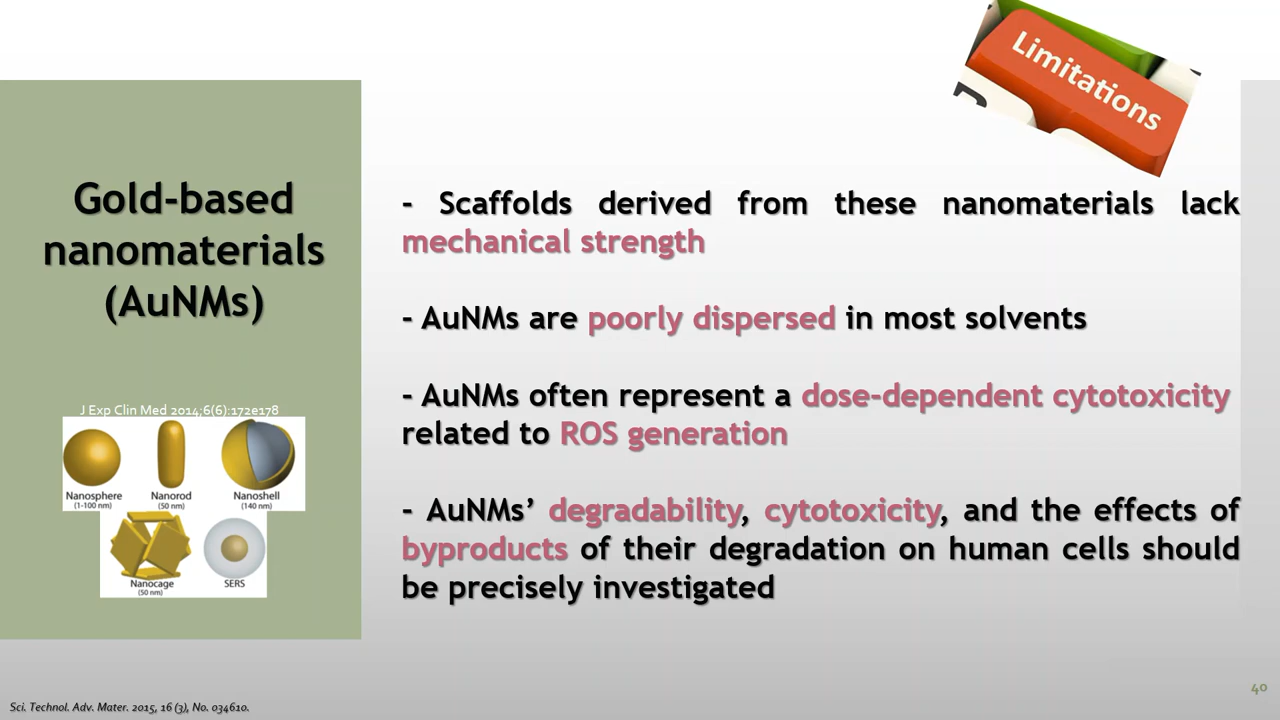 Limitations
Gold-based
nanomaterials
(AuNMs)
J Exp Clin Med 2014;6(6):172e178
Nanosphere
(1-100 nm)
Nanorod
(50 nm)
Nanoshell
(140 nm)
Nanocage
(50 nm)
SERS
- Scaffolds derived from these nanomaterials lack
mechanical strength
- AuNMs are poorly dispersed in most solvents
- AuNMs often represent a dose-dependent cytotoxicity
related to ROS generation
- AuNMs’ degradability, cytotoxicity, and the effects of
byproducts of their degradation on human cells should
be precisely investigated
40
Sci. Technol. Adv. Mater. 2015, 16 (3), No. 034610.